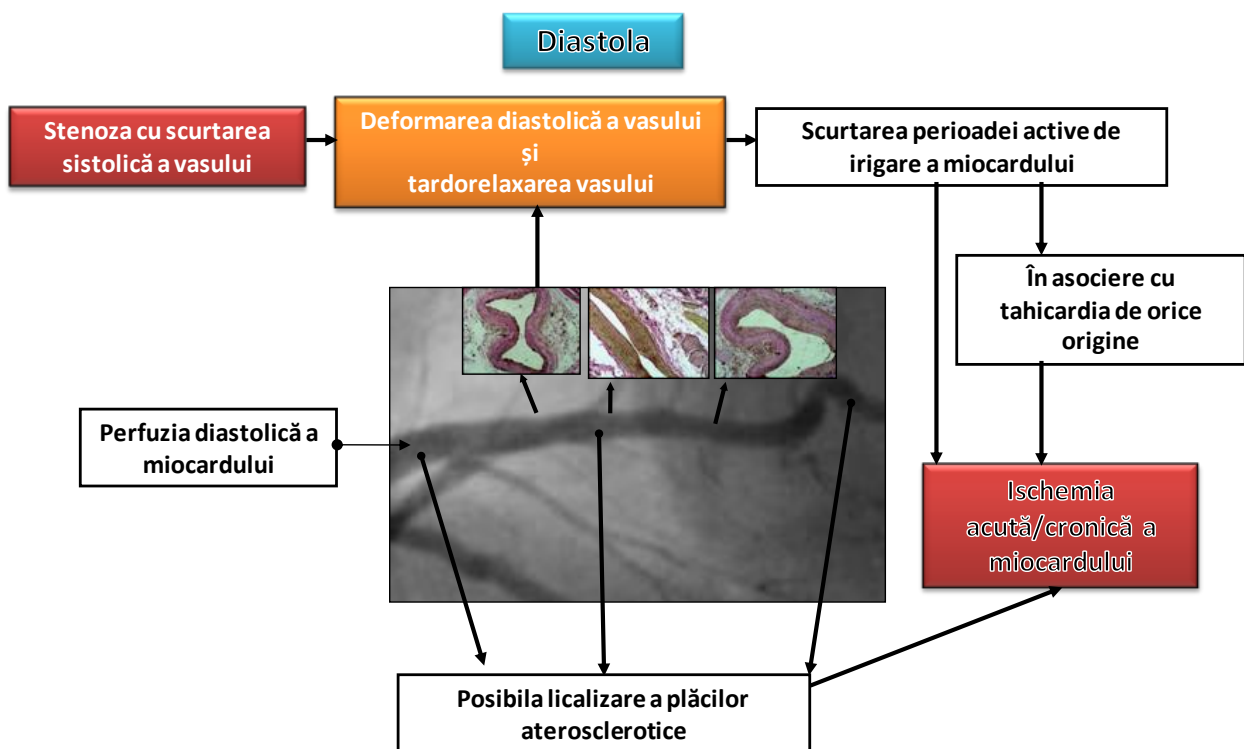 Diastola
Stenoza cu scurtarea
sistolică a vasului
Deformarea diastolică a vasului
și
tardorelaxarea vasului
Scurtarea perioadei active de
irigare a miocardului
În asociere cu
tahicardia de orice
origine
Perfuzia diastolică a
miocardului
Ischemia
acută/cronică a
miocardului
Posibila licalizare a plăcilor
aterosclerotice